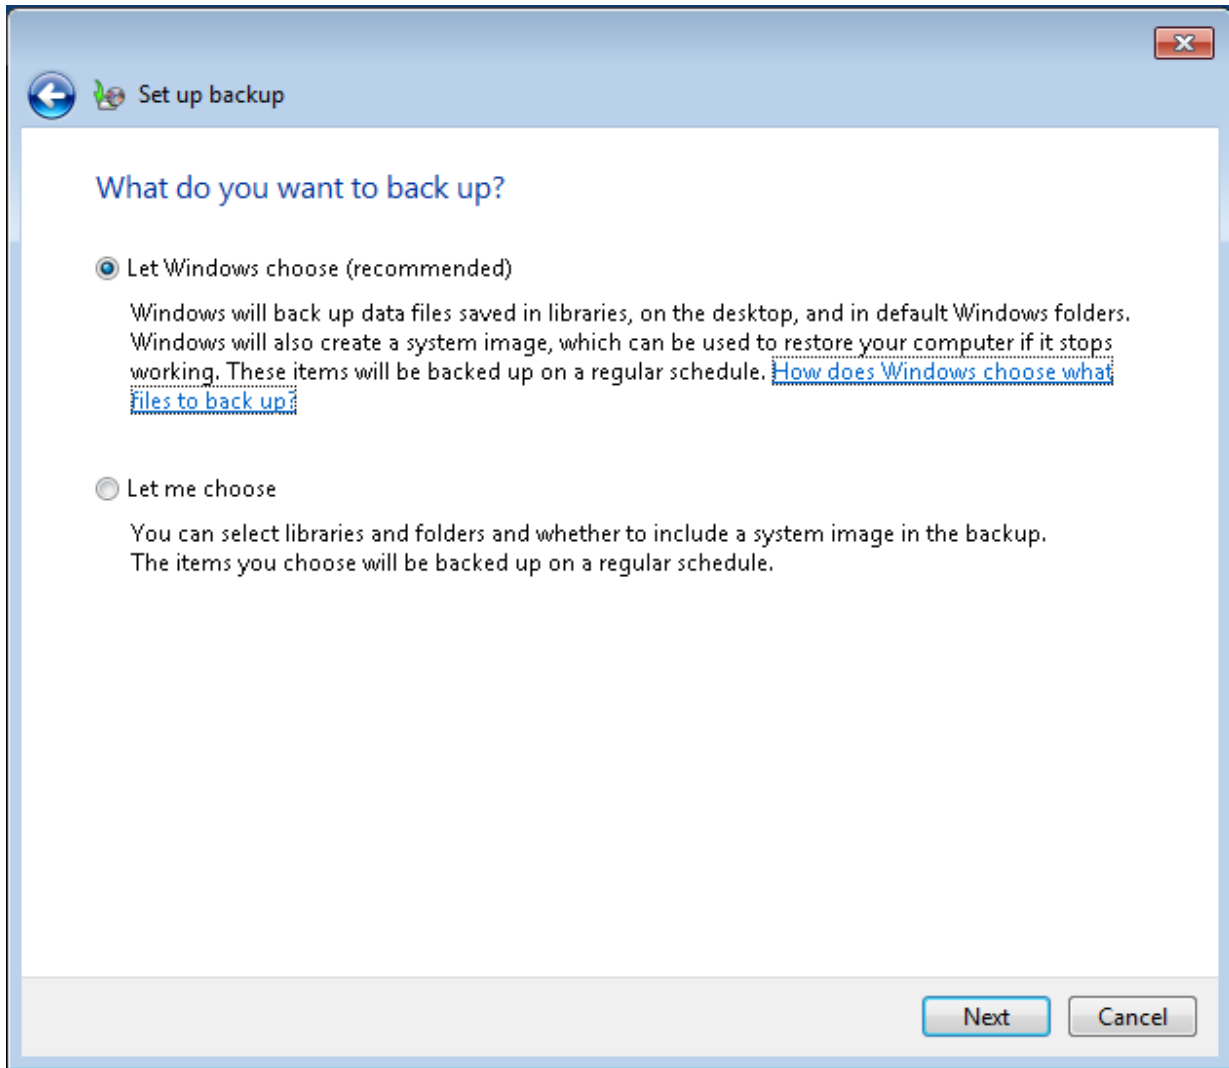 Set up backup
What do you want to back up?
Let Windows choose (recommended)
Windows will back up data files saved in libraries, on the desktop, and in default Windows folders.
Windows will also create a system image, which can be used to restore your computer if it stops
working. These items will be backed up on a regular schedule. How does Windows choose what
files to back up?
Let me choose
You can select libraries and folders and whether to include a system image in the backup.
The items you choose will be backed up on a regular schedule.
Next Cancel